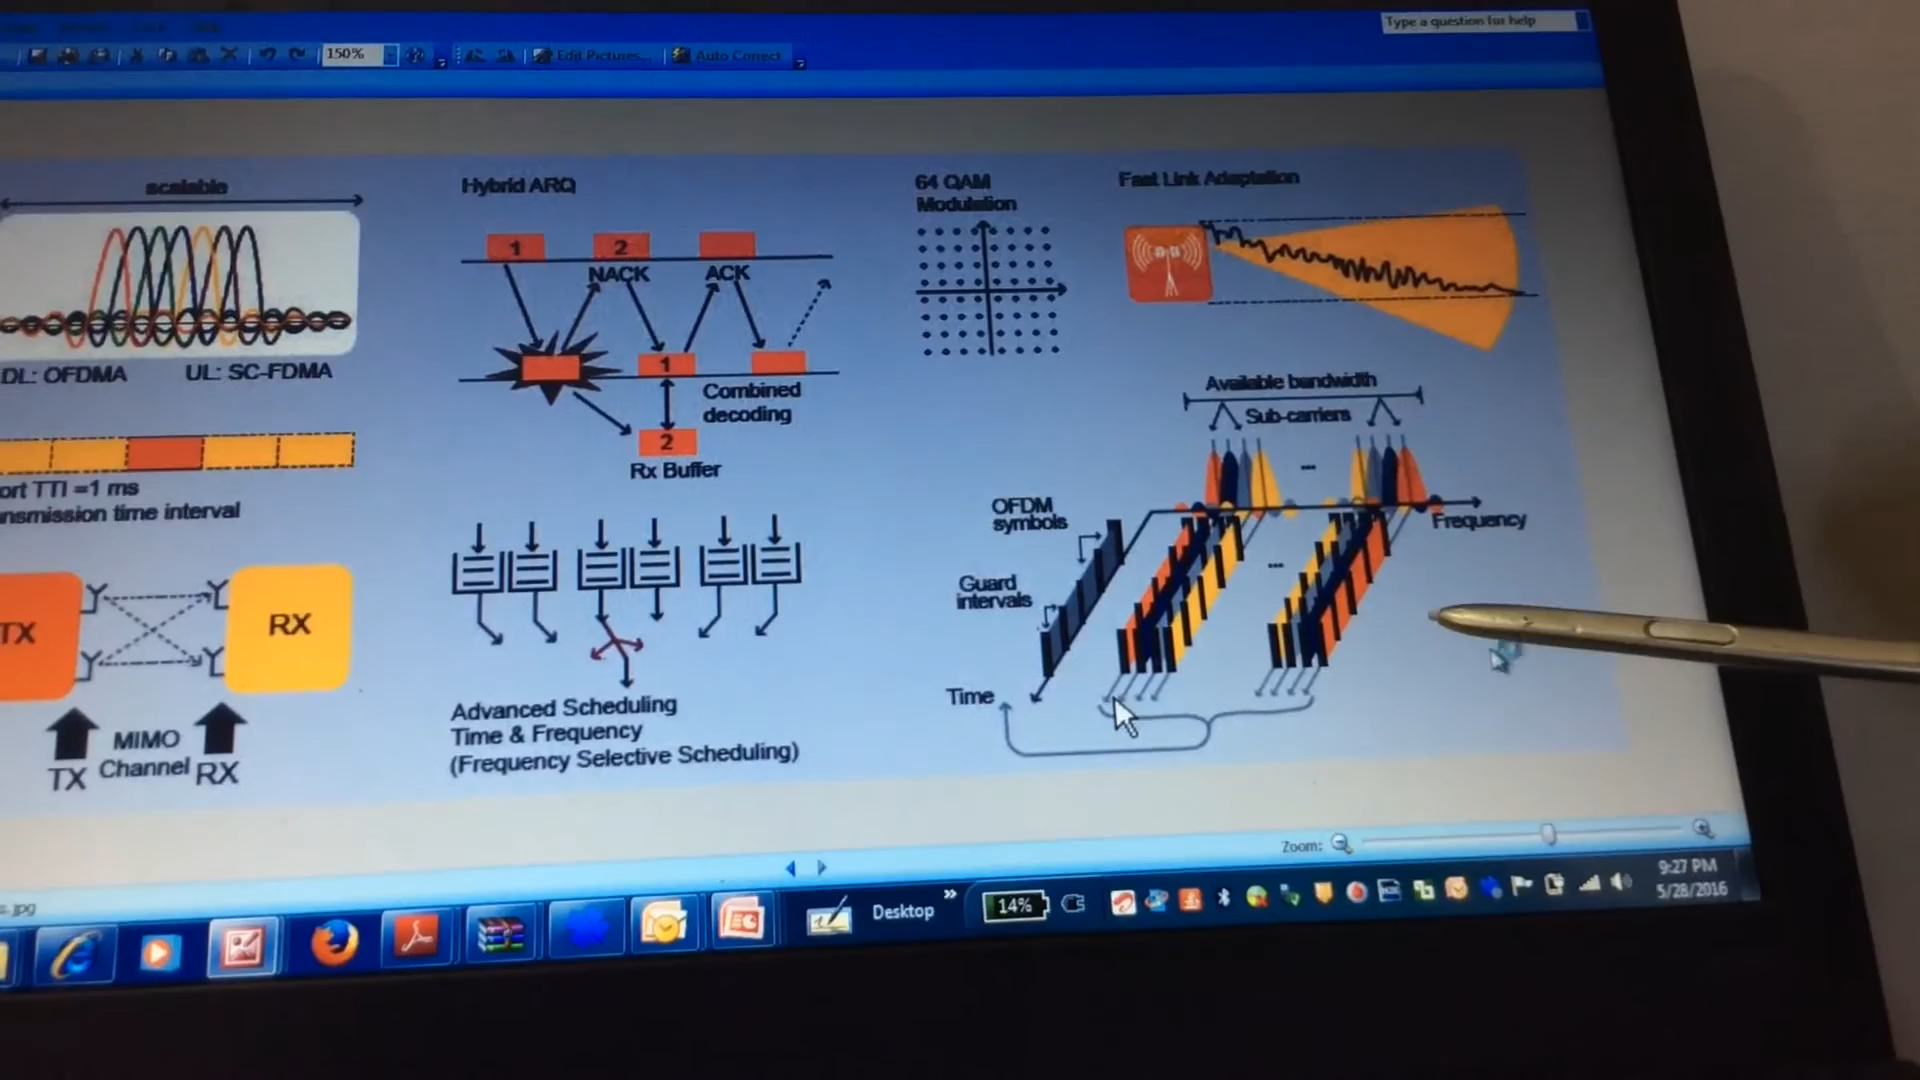 Type a question for help
150%
Edit Pictures...
Auto Correct
scalable
DL: OFDMA
UL: SC-FDMA
ort TTI =1 ms
nsmission time interval
TX
RX
MIMO
Channel
TX
RX
Hybrid ARQ
1
2
NACK
ACK
1
Combined
decoding
2
Rx Buffer
Advanced Scheduling
Time & Frequency
(Frequency Selective Scheduling)
64 QAM
Modulation
Fast Link Adaptation
Available bandwidth
Sub-carriers
...
OFDM
symbols
Frequency
Guard
intervals
...
Time
Zoom:
s.jpg
Desktop
»
14%
9:27 PM
5/28/2016